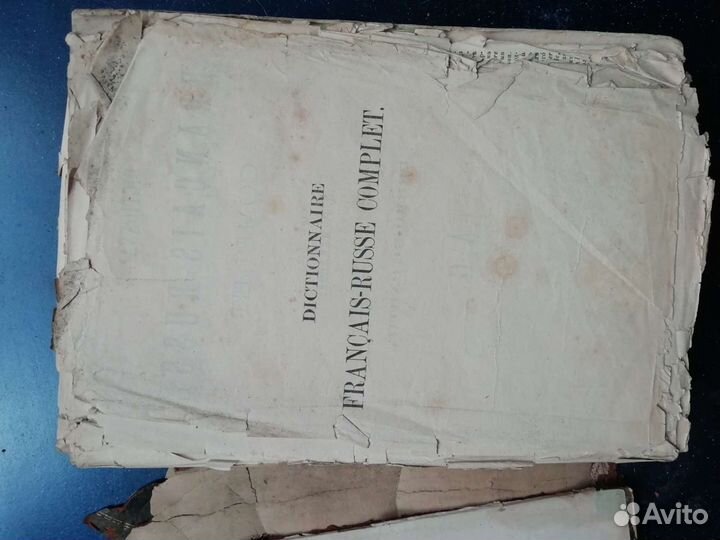 DICTIONNAIRE
FRANÇAIS-RUSSE COMPLET.
Avito